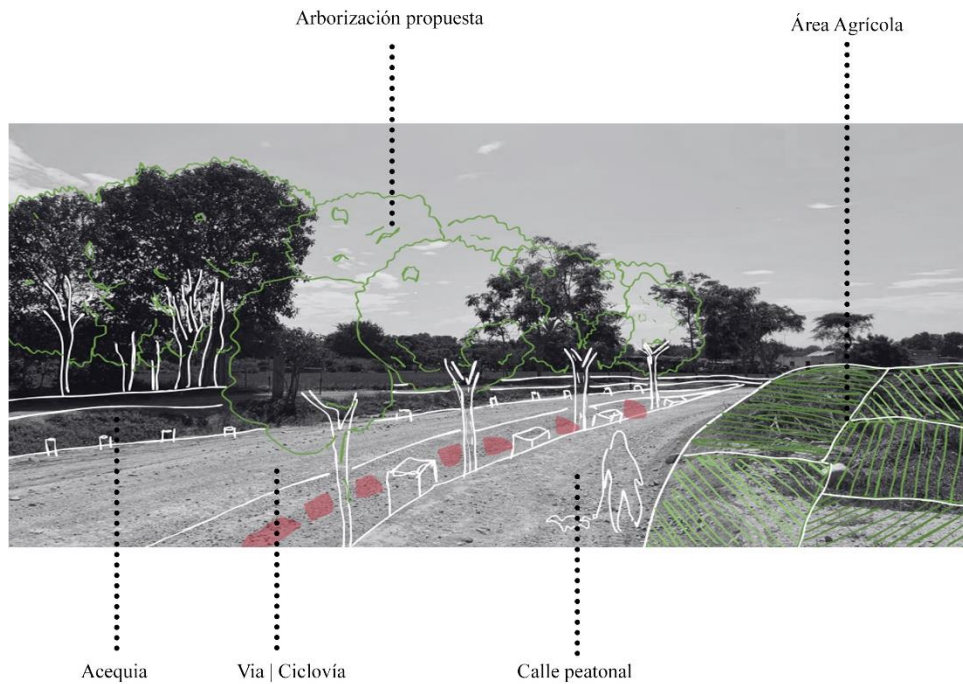 Arborización propuesta
Área Agrícola
Acequia
Via | Ciclovía
Calle peatonal